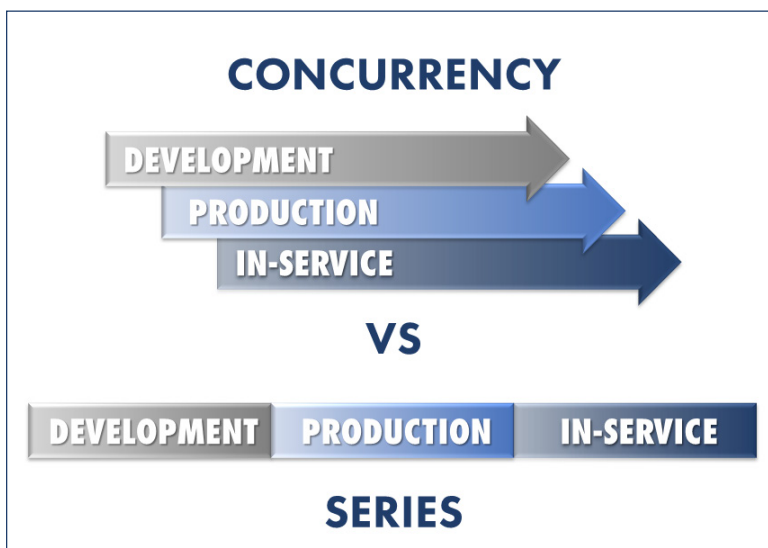 CONCURRENCY
DEVELOPMENT
PRODUCTION
IN-SERVICE
VS
DEVELOPMENT PRODUCTION IN-SERVICE
SERIES